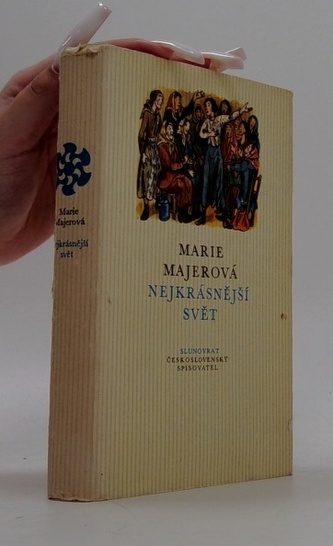 MARIE
MAJEROVÁ
NEJKRÁSNĚJŠÍ
SVĚT
SLUNOVRAT
ČESKOSLOVENSKÝ
SPISOVATEL
Marie
Majerová
ejkrásnější
svět